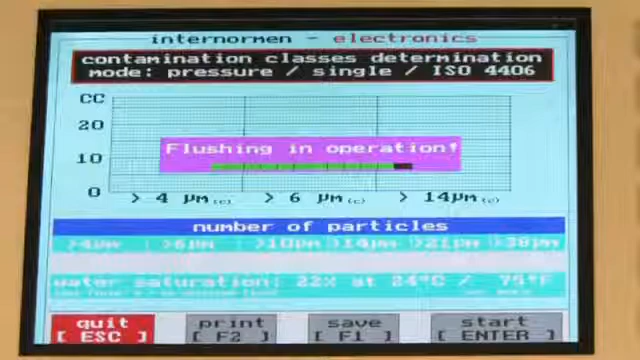 internormen - electronics
contamination classes determination
mode: pressure / single / ISO 4406
CC
20
Flushing in operation!
10
0
> 4 µm(c) > 6 µm(c) > 14µm(c)
number of particles
>4µm >6µm >10µm >14µm >21µm >38µm
water saturation: 22% at 24°C / 75°F
quit print save start
[ ESC ] [ F2 ] [ F1 ] [ ENTER ]